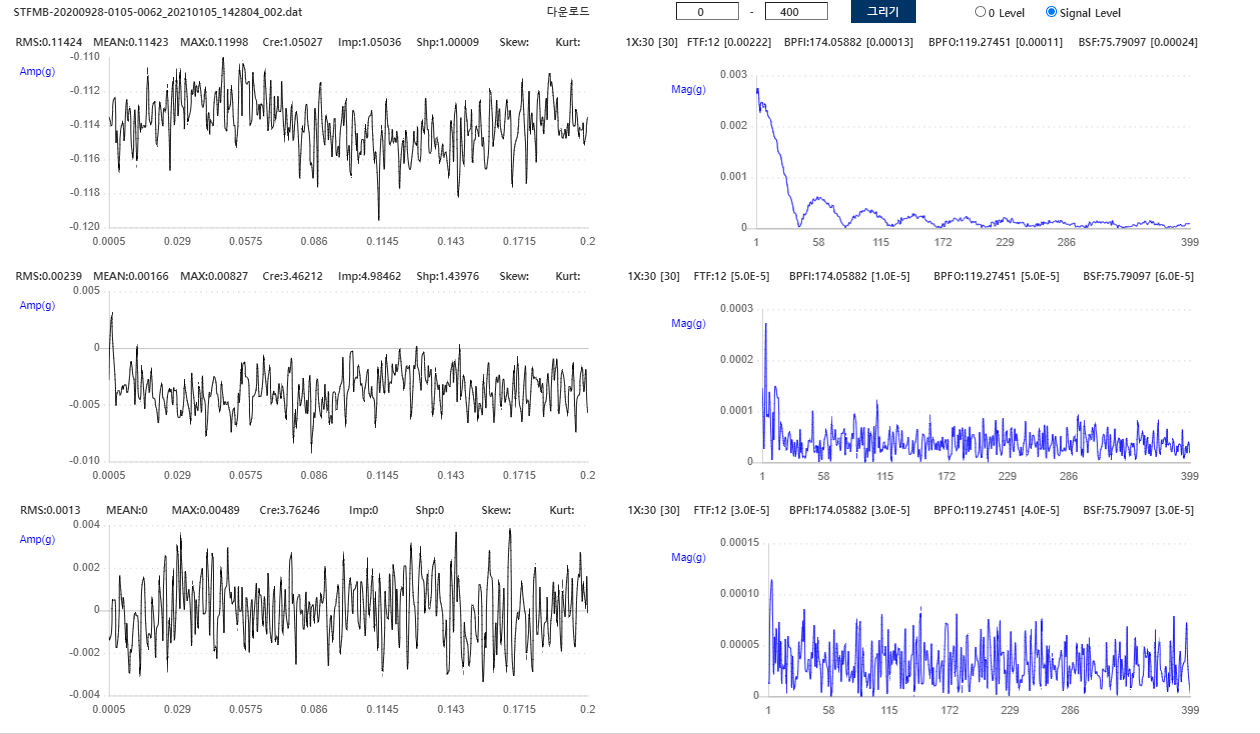 STFMB-20200928-0105-0062_20210105_142804_002.dat 다운로드 0 - 400 그리기 0 Level Signal Level
RMS:0.11424 MEAN:0.11423 MAX:0.11998 Cre:1.05027 Imp:1.05036 Shp:1.00009 Skew: Kurt:
Amp(g)
-0.110
-0.112
-0.114
-0.116
-0.118
-0.120
0.0005 0.029 0.0575 0.086 0.1145 0.143 0.1715 0.2
1X:30 [30] FTF:12 [0.00222] BPFI:174.05882 [0.00013] BPFO:119.27451 [0.00011] BSF:75.79097 [0.00024]
Mag(g)
0.003
0.002
0.001
0
1 58 115 172 229 286 399
RMS:0.00239 MEAN:0.00166 MAX:0.00827 Cre:3.46212 Imp:4.98462 Shp:1.43976 Skew: Kurt:
Amp(g)
0.005
0
-0.005
-0.010
0.0005 0.029 0.0575 0.086 0.1145 0.143 0.1715 0.2
1X:30 [30] FTF:12 [5.0E-5] BPFI:174.05882 [1.0E-5] BPFO:119.27451 [5.0E-5] BSF:75.79097 [6.0E-5]
Mag(g)
0.0003
0.0002
0.0001
0
1 58 115 172 229 286 399
RMS:0.0013 MEAN:0 MAX:0.00489 Cre:3.76246 Imp:0 Shp:0 Skew: Kurt:
Amp(g)
0.004
0.002
0
-0.002
-0.004
0.0005 0.029 0.0575 0.086 0.1145 0.143 0.1715 0.2
1X:30 [30] FTF:12 [3.0E-5] BPFI:174.05882 [3.0E-5] BPFO:119.27451 [4.0E-5] BSF:75.79097 [3.0E-5]
Mag(g)
0.00015
0.00010
0.00005
0
1 58 115 172 229 286 399